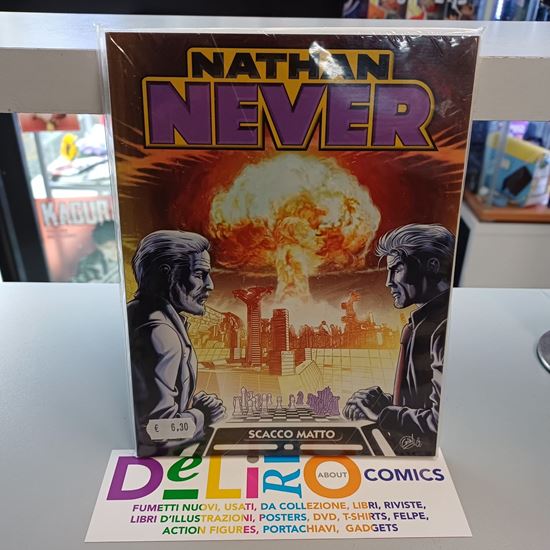 NATHAN
NEVER
KAGUR
€ 6,30
SCACCO MATTO
DeLiRiO
ABOUT
COMICS
FUMETTI NUOVI, USATI, DA COLLEZIONE, LIBRI, RIVISTE,
LIBRI D'ILLUSTRAZIONI, POSTERS, DVD, T-SHIRTS, FELPE,
ACTION FIGURES, PORTACHIAVI, GADGETS